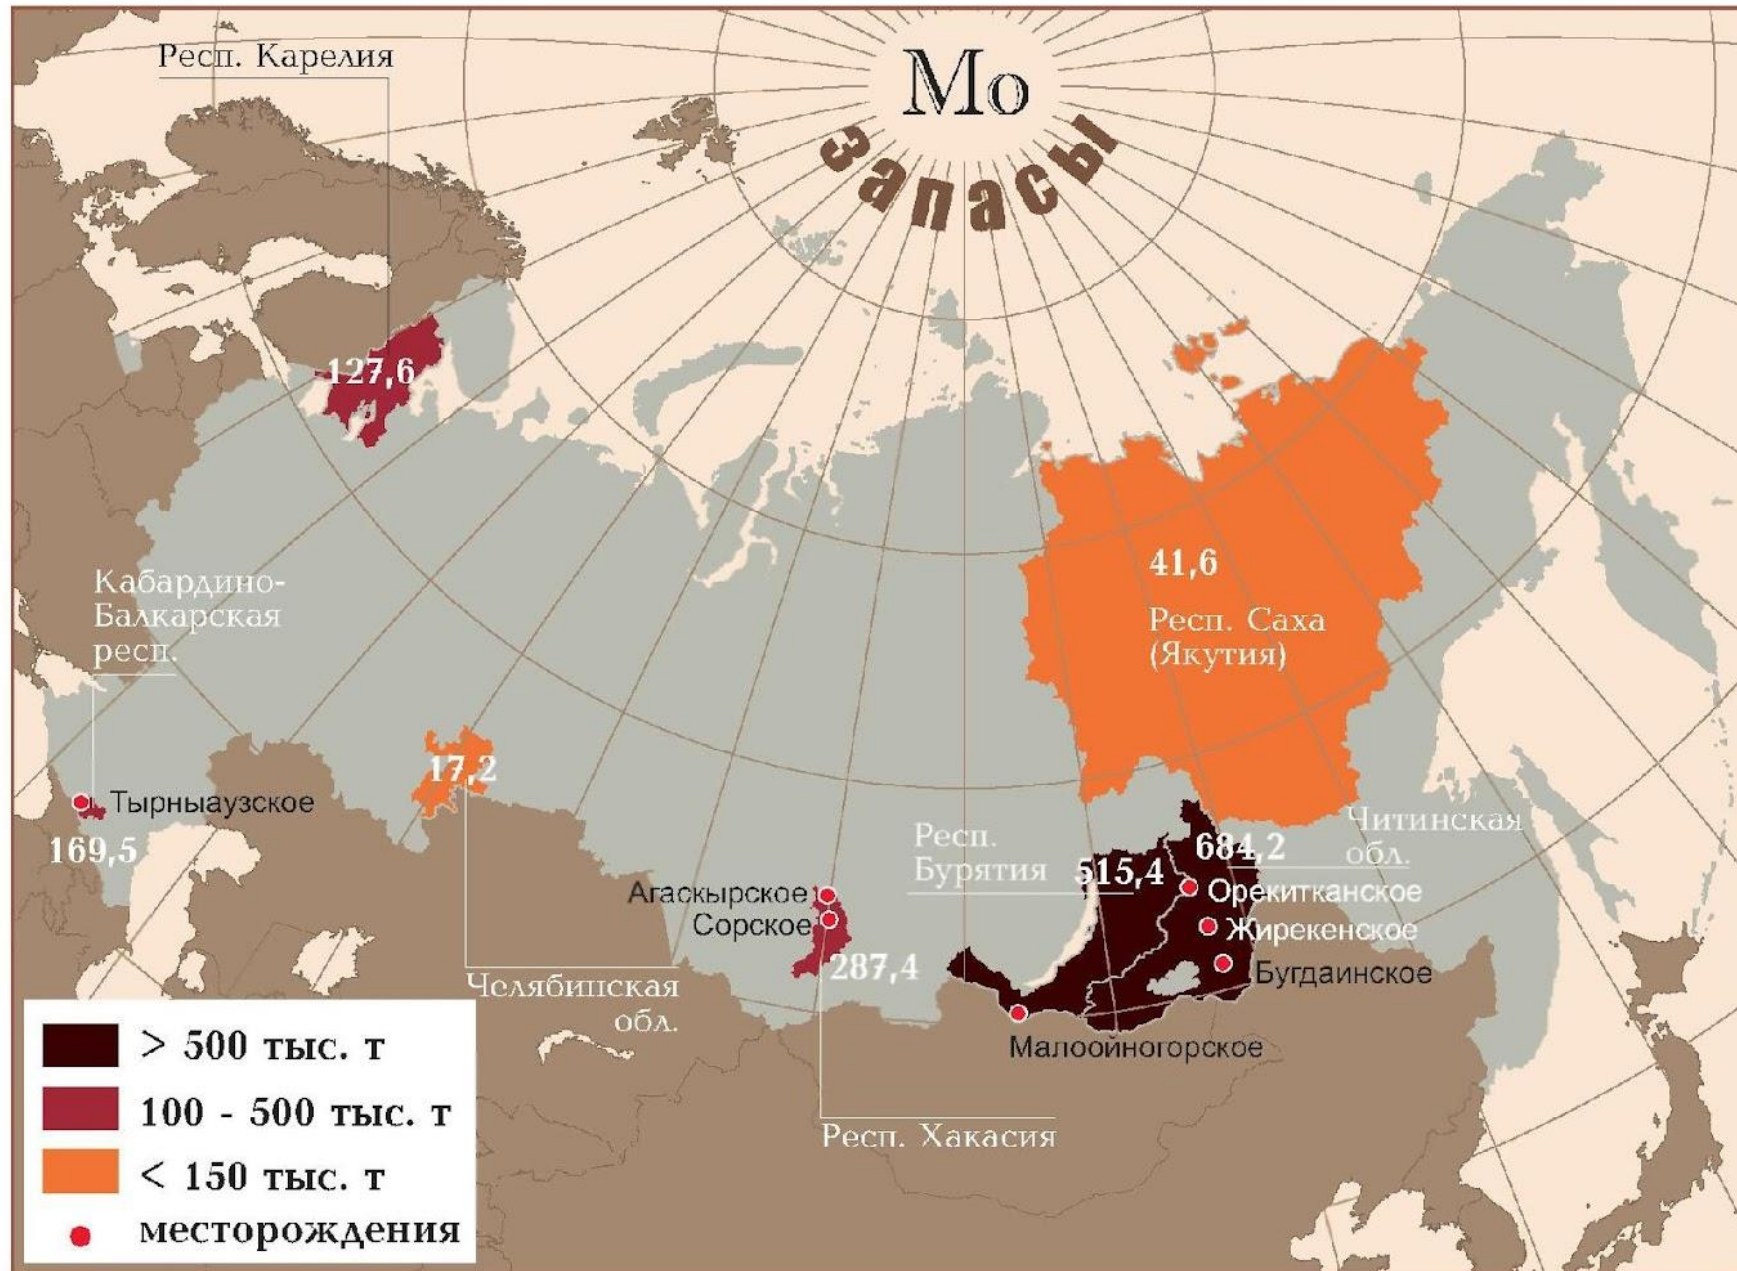 Респ. Карелия
Mo
Запасы
127,6
41,6
Респ. Саха
(Якутия)
Кабардино-
Балкарская
респ.
17,2
Тырныаузское
169,5
Читинская
обл.
Респ.
Бурятия
515,4
684,2
Агаскырское
Сорское
287,4
Орекитканское
Жирекенское
Бугдаинское
Челябинская
обл.
Малоойногорское
Респ. Хакасия
> 500 тыс. т
100 - 500 тыс. т
< 150 тыс. т
месторождения